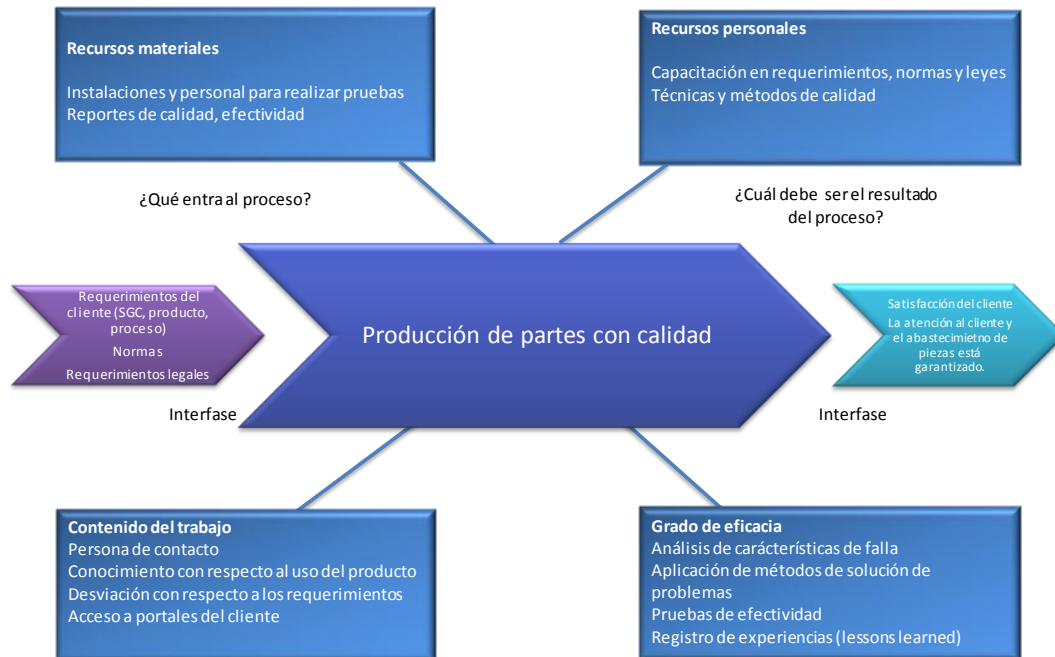 Recursos materiales
Instalaciones y personal para realizar pruebas
Reportes de calidad, efectividad
Recursos personales
Capacitación en requerimientos, normas y leyes
Técnicas y métodos de calidad
¿Qué entra al proceso?
¿Cuál debe ser el resultado
del proceso?
Requerimientos del
cliente (SGC, producto,
proceso)
Normas
Requerimientos legales
Interfase
Producción de partes con calidad
Satisfacción del cliente
La atención al cliente y
el abastecimietno de
piezas está
garantizado.
Interfase
Contenido del trabajo
Persona de contacto
Conocimiento con respecto al uso del producto
Desviación con respecto a los requerimientos
Acceso a portales del cliente
Grado de eficacia
Análisis de carácterísticas de falla
Aplicación de métodos de solución de
problemas
Pruebas de efectividad
Registro de experiencias (lessons learned)